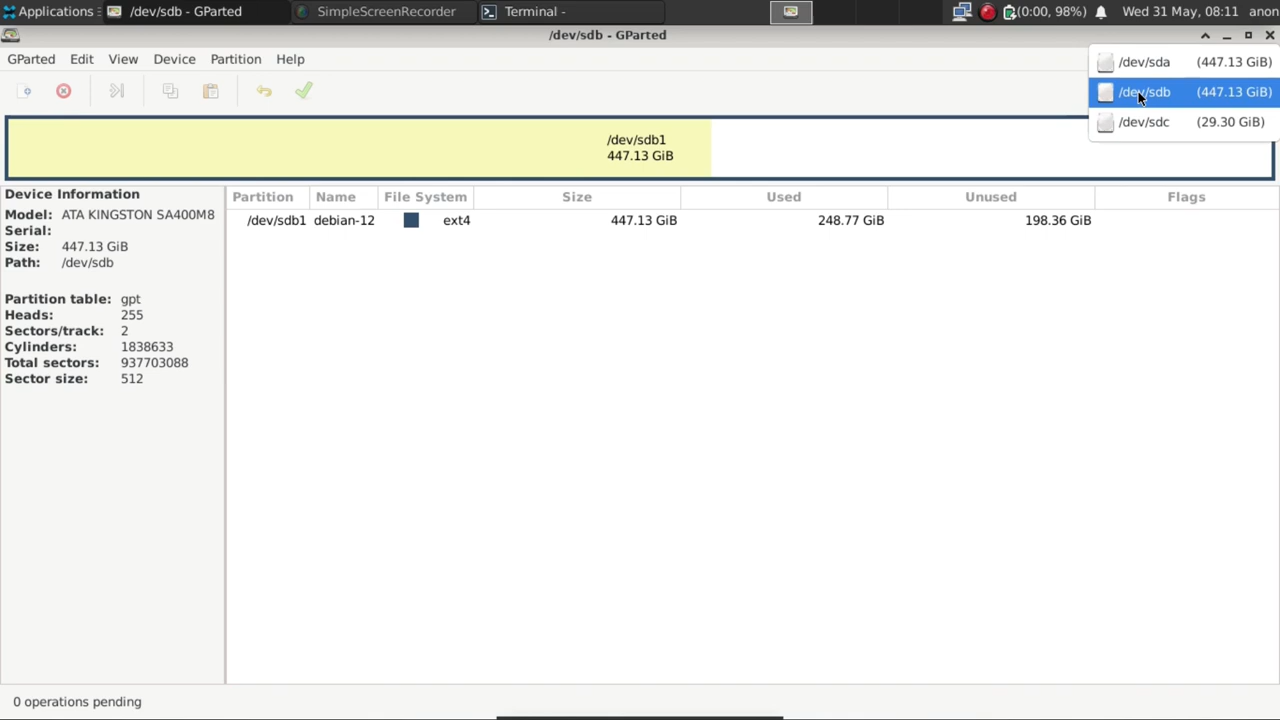 Applications
/dev/sdb - GParted
SimpleScreenRecorder
Terminal -
(0:00, 98%)
Wed 31 May, 08:11
anon
/dev/sdb - GParted
GParted Edit View Device Partition Help
/dev/sda (447.13 GiB)
/dev/sdb (447.13 GiB)
/dev/sdc (29.30 GiB)
/dev/sdb1
447.13 GiB
Device Information
Model: ATA KINGSTON SA400M8
Serial:
Size: 447.13 GiB
Path: /dev/sdb
Partition table: gpt
Heads: 255
Sectors/track: 2
Cylinders: 1838633
Total sectors: 937703088
Sector size: 512
Partition Name File System Size Used Unused Flags
/dev/sdb1 debian-12 ext4 447.13 GiB 248.77 GiB 198.36 GiB
0 operations pending